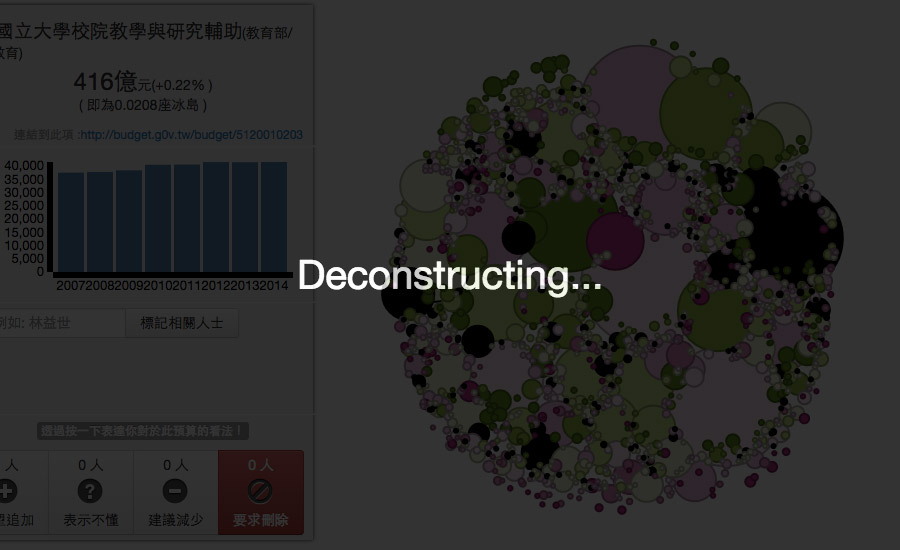 國立大學校院教學與研究輔助(教育部/
教育)
416億元(+0.22% )
( 即為0.0208座冰島 )
連結到此項 :http://budget.g0v.tw/budget/5120010203
40,000
35,000
30,000
25,000
20,000
15,000
10,000
5,000
0
2007 2008 2009 2010 2011 2012 2013 2014
Deconstructing...
例如: 林益世
標記相關人士
透過按一下表達你對於此預算的看法！
人 0 人 0 人 0 人
追加 表示不懂 建議減少 要求刪除